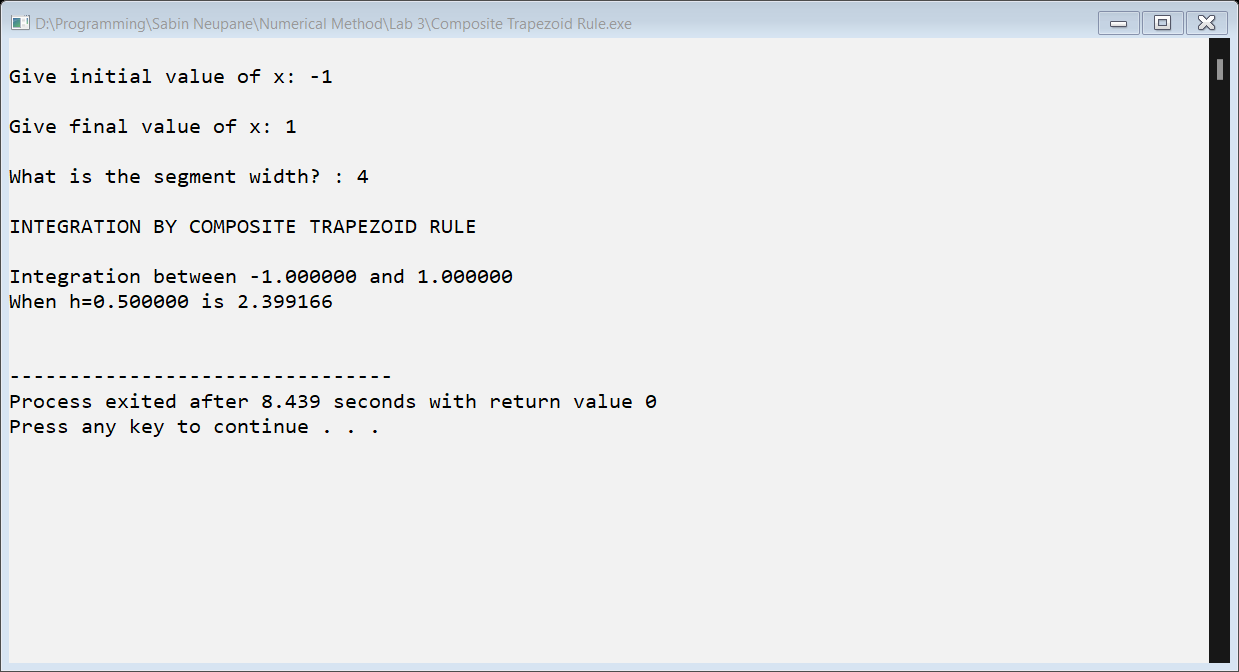 D:\Programming\Sabin Neupane\Numerical Method\Lab 3\Composite Trapezoid Rule.exe
Give initial value of x: -1
Give final value of x: 1
What is the segment width? : 4
INTEGRATION BY COMPOSITE TRAPEZOID RULE
Integration between -1.000000 and 1.000000
When h=0.500000 is 2.399166
--------------------------------
Process exited after 8.439 seconds with return value 0
Press any key to continue . . .